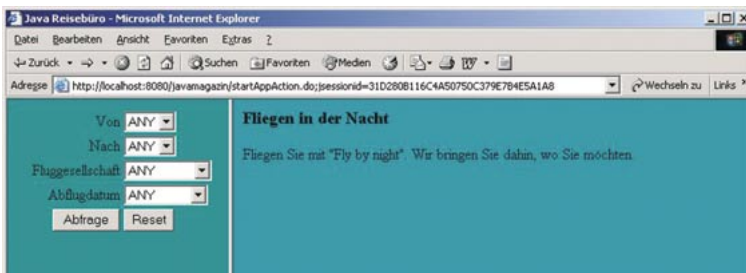 Java Reisebüro - Microsoft Internet Explorer
Datei Bearbeiten Ansicht Favoriten Extras ?
Zurück Suchen Favoriten Medien
Adresse http://localhost:8080/javamagazin/startAppAction.do;jsessionid=31D280B116C4A50750C379E7B4E5A1A8 Wechseln zu Links »
Von ANY
Nach ANY
Fluggesellschaft ANY
Abflugdatum ANY
Abfrage Reset
Fliegen in der Nacht
Fliegen Sie mit "Fly by night". Wir bringen Sie dahin, wo Sie möchten.